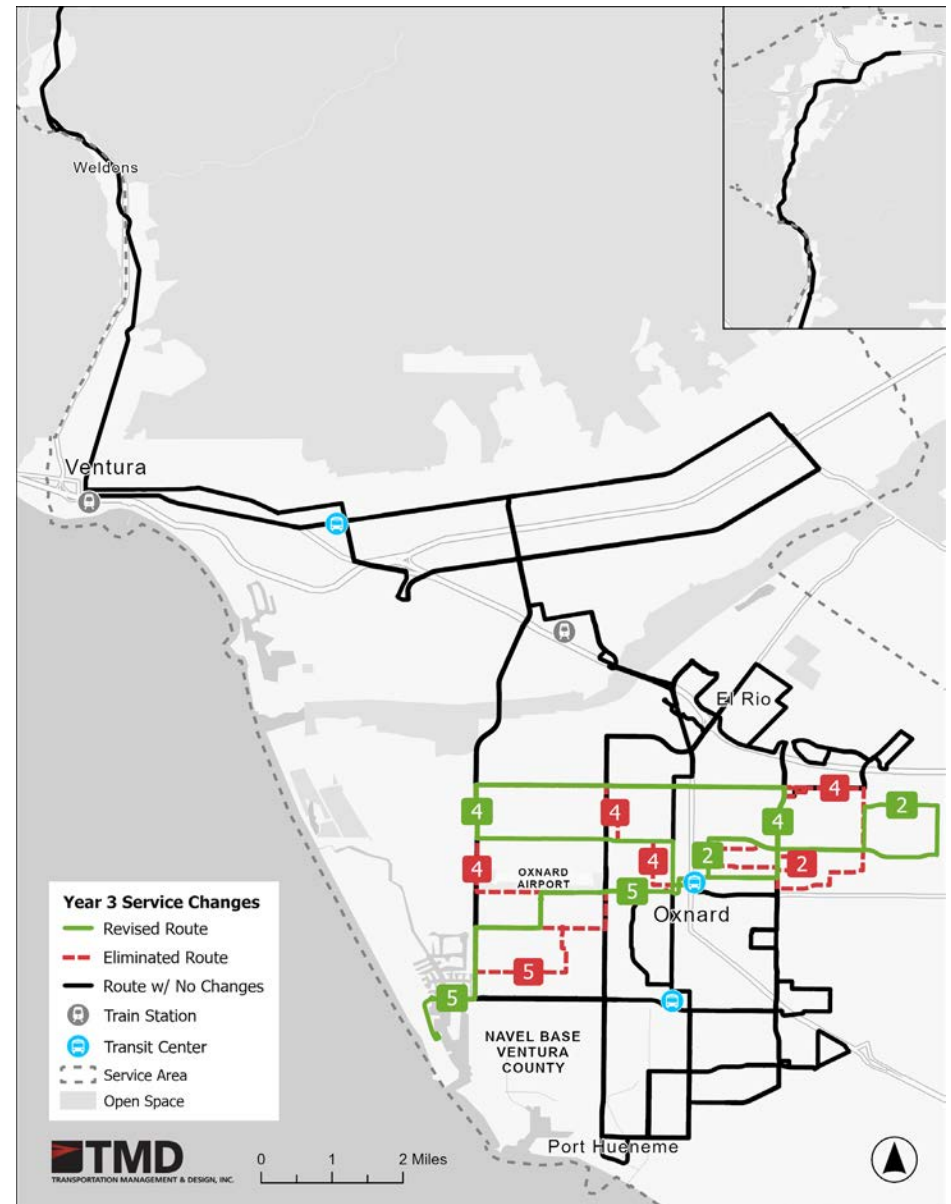 Weldons
Ventura
El Rio
4
2
4
4
4
4
2
2
4
OXNARD
AIRPORT
5
Oxnard
5
5
NAVEL BASE
VENTURA
COUNTY
Port Hueneme
Year 3 Service Changes
Revised Route
Eliminated Route
Route w/ No Changes
Train Station
Transit Center
Service Area
Open Space
TMD
TRANSPORTATION MANAGEMENT & DESIGN, INC.
0 1 2 Miles